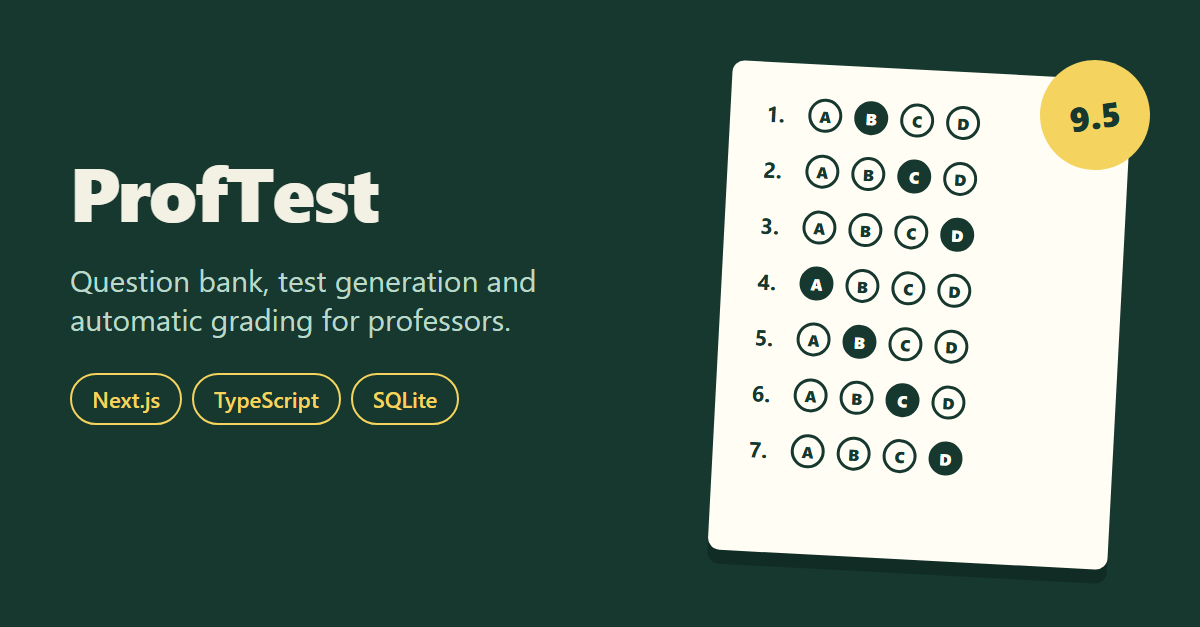 ProfTest
Question bank, test generation and
automatic grading for professors.
Next.js TypeScript SQLite
9.5
1. A B C D
2. A B C D
3. A B C D
4. A B C D
5. A B C D
6. A B C D
7. A B C D